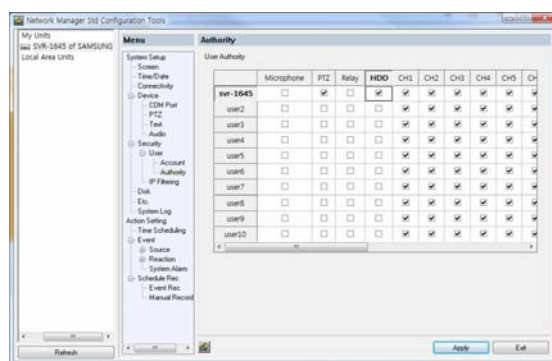 Network Manager Std Configuration Tools
My Units
SVR-1645 of SAMSUNG
Local Area Units
Refresh
Menu
System Setup
Screen
Time/Date
Connectivity
Device
COM Port
PTZ
Text
Audio
Security
User
Account
Authority
IP Filtering
Disk
Etc.
System Log
Action Setting
Time Scheduling
Event
Source
Reaction
System Alarm
Schedule Rec
Event Rec
Manual Record
Authority
User Authority
Microphone PTZ Relay HDD CH1 CH2 CH3 CH4 CH5 CH
svr-1645
user2
user3
user4
user5
user6
user7
user8
user9
user10
Apply Exit